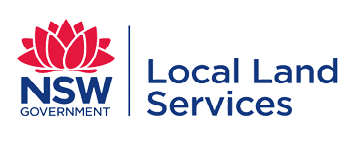 NSW
GOVERNMENT
Local Land
Services